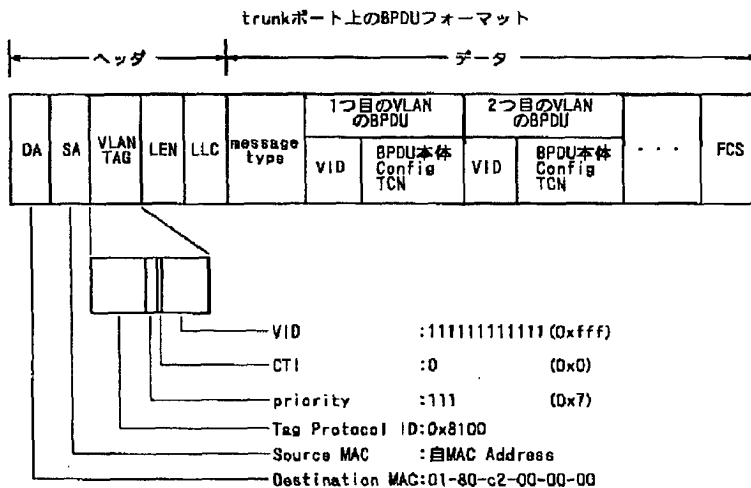 trunkポート上のBPDUフォーマット
ヘッダ
データ
DA
SA
VLAN
TAG
LEN
LLC
message
type
1つ目のVLAN
のBPDU
VID
BPDU本体
Config
TCN
2つ目のVLAN
のBPDU
VID
BPDU本体
Config
TCN
・・・
FCS
VID :111111111111(0xfff)
CTI :0 (0x0)
priority :111 (0x7)
Tag Protocol ID:0x8100
Source MAC :自MAC Address
Destination MAC:01-80-c2-00-00-00